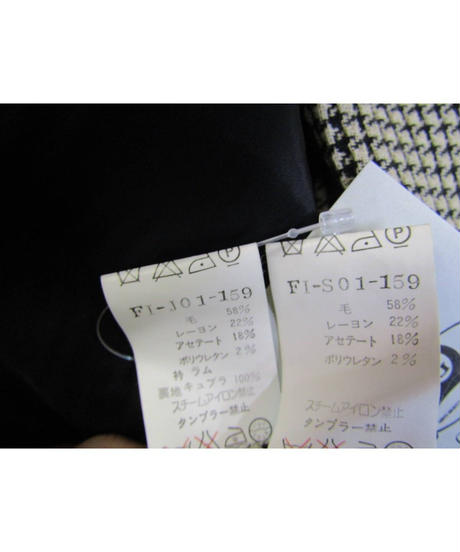 FI-J01-159
毛 58%
レーヨン 22%
アセテート 18%
ポリウレタン 2%
衿 ラム
裏地キュプラ 100%
スチームアイロン禁止
タンブラー禁止
P
FI-S01-159
毛 58%
レーヨン 22%
アセテート 18%
ポリウレタン 2%
スチームアイロン禁止
タンブラー禁止